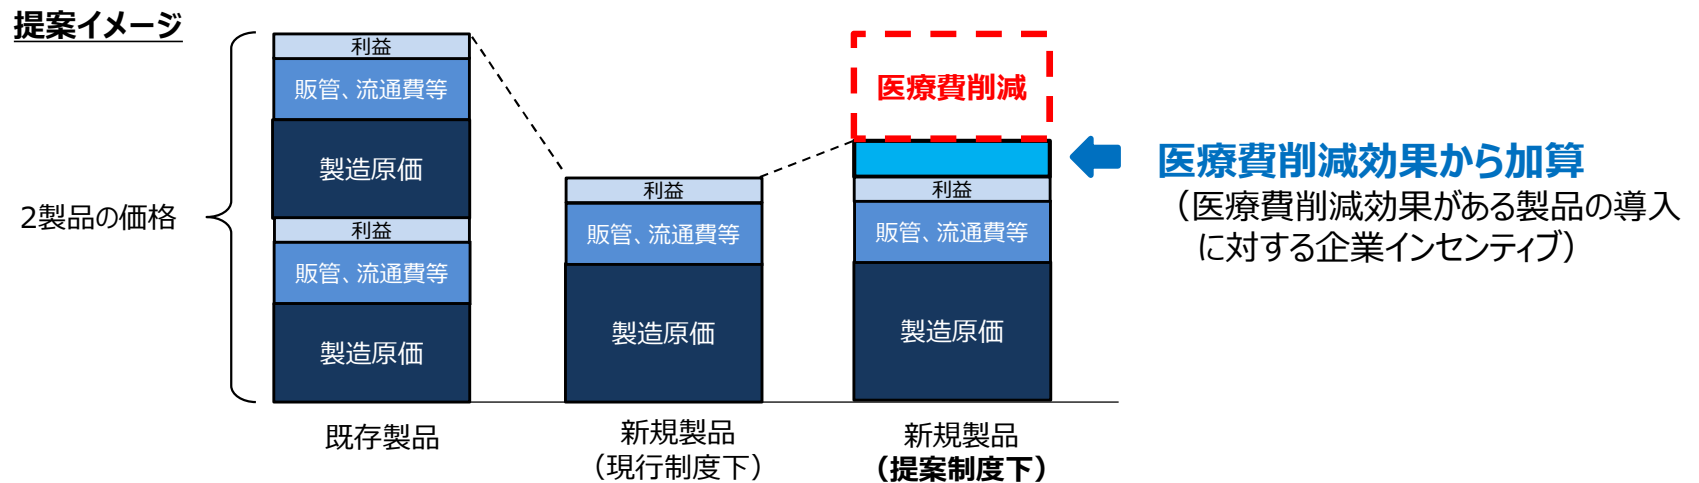 提案イメージ
利益
販管、流通費等
製造原価
利益
販管、流通費等
製造原価
2製品の価格
既存製品
利益
販管、流通費等
製造原価
新規製品
（現行制度下）
医療費削減
利益
販管、流通費等
製造原価
新規製品
（提案制度下）
医療費削減効果から加算
（医療費削減効果がある製品の導入
に対する企業インセンティブ）